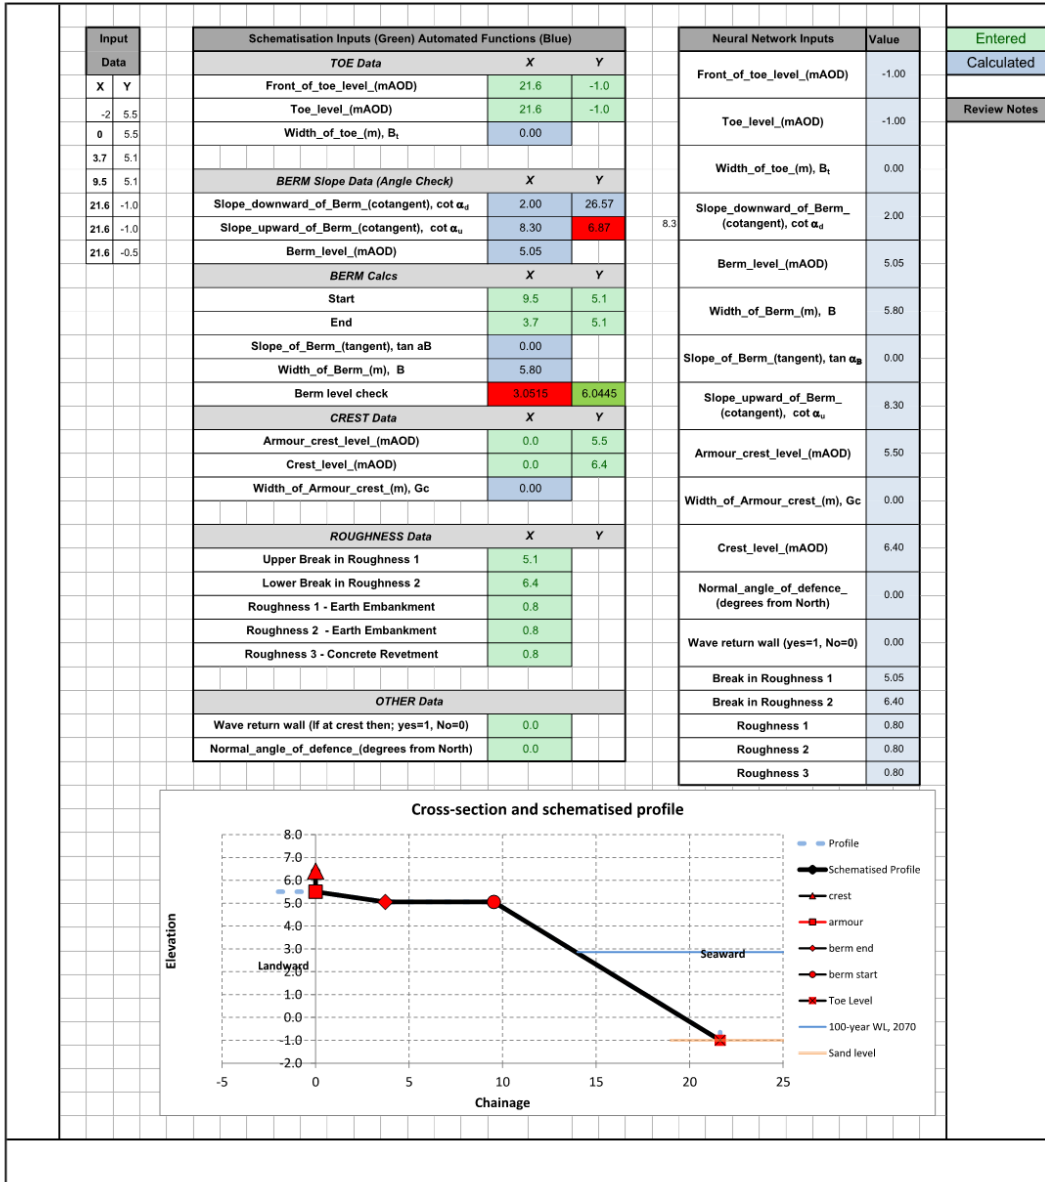 Input
Data
X Y
-2 5.5
0 5.5
3.7 5.1
9.5 5.1
21.6 -1.0
21.6 -1.0
21.6 -0.5
Schematisation Inputs (Green) Automated Functions (Blue)
TOE Data X Y
Front_of_toe_level_(mAOD) 21.6 -1.0
Toe_level_(mAOD) 21.6 -1.0
Width_of_toe_(m), Bt 0.00
BERM Slope Data (Angle Check) X Y
Slope_downward_of_Berm_(cotangent), cot αd 2.00 26.57
Slope_upward_of_Berm_(cotangent), cot αu 8.30 6.87
8.3
Berm_level_(mAOD) 5.05
BERM Calcs X Y
Start 9.5 5.1
End 3.7 5.1
Slope_of_Berm_(tangent), tan aB 0.00
Width_of_Berm_(m), B 5.80
Berm level check 3.0515 6.0445
CREST Data X Y
Armour_crest_level_(mAOD) 0.0 5.5
Crest_level_(mAOD) 0.0 6.4
Width_of_Armour_crest_(m), Gc 0.00
ROUGHNESS Data X Y
Upper Break in Roughness 1 5.1
Lower Break in Roughness 2 6.4
Roughness 1 - Earth Embankment 0.8
Roughness 2 - Earth Embankment 0.8
Roughness 3 - Concrete Revetment 0.8
OTHER Data
Wave return wall (If at crest then; yes=1, No=0) 0.0
Normal_angle_of_defence_(degrees from North) 0.0
Neural Network Inputs Value
Front_of_toe_level_(mAOD) -1.00
Toe_level_(mAOD) -1.00
Width_of_toe_(m), Bt 0.00
Slope_downward_of_Berm_
(cotangent), cot αd 2.00
Berm_level_(mAOD) 5.05
Width_of_Berm_(m), B 5.80
Slope_of_Berm_(tangent), tan αB 0.00
Slope_upward_of_Berm_
(cotangent), cot αu 8.30
Armour_crest_level_(mAOD) 5.50
Width_of_Armour_crest_(m), Gc 0.00
Crest_level_(mAOD) 6.40
Normal_angle_of_defence_
(degrees from North) 0.00
Wave return wall (yes=1, No=0) 0.00
Break in Roughness 1 5.05
Break in Roughness 2 6.40
Roughness 1 0.80
Roughness 2 0.80
Roughness 3 0.80
Entered
Calculated
Review Notes
Cross-section and schematised profile
Elevation
8.0
7.0
6.0
5.0
4.0
3.0
2.0
1.0
0.0
-1.0
-2.0
Landward
Seaward
-5 0 5 10 15 20 25
Chainage
Profile
Schematised Profile
crest
armour
berm end
berm start
Toe Level
100-year WL, 2070
Sand level